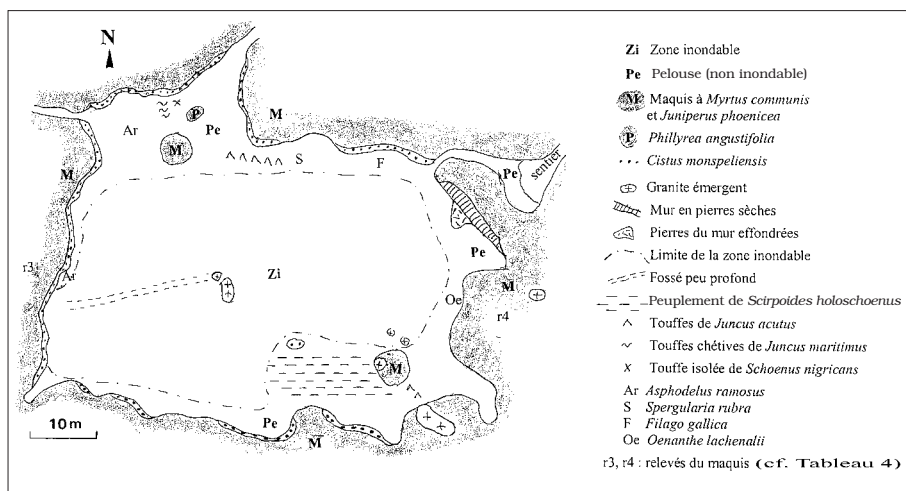 N
Ar
P
Pe
M
M
S
F
M
Pe
sentier
Pe
r3
Ar
Zi
Oe
M
r4
M
10 m
Pe
M
Zi Zone inondable
Pe Pelouse (non inondable)
M Maquis à Myrtus communis
et Juniperus phoenicea
P Phillyrea angustifolia
Cistus monspeliensis
Granite émergent
Mur en pierres sèches
Pierres du mur effondrées
Limite de la zone inondable
Fossé peu profond
Peuplement de Scirpoides holoschoenus
Touffes de Juncus acutus
Touffes chétives de Juncus maritimus
x Touffe isolée de Schoenus nigricans
Ar Asphodelus ramosus
S Spergularia rubra
F Filago gallica
Oe Oenanthe lachenalii
r3, r4 : relevés du maquis (cf. Tableau 4)